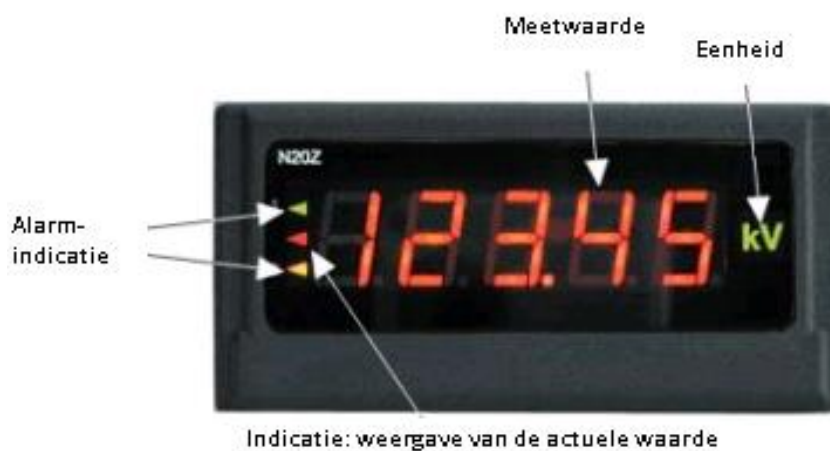 Meetwaarde
Eenheid
N20Z
Alarm-
indicatie
123.45
kV
Indicatie: weergave van de actuele waarde